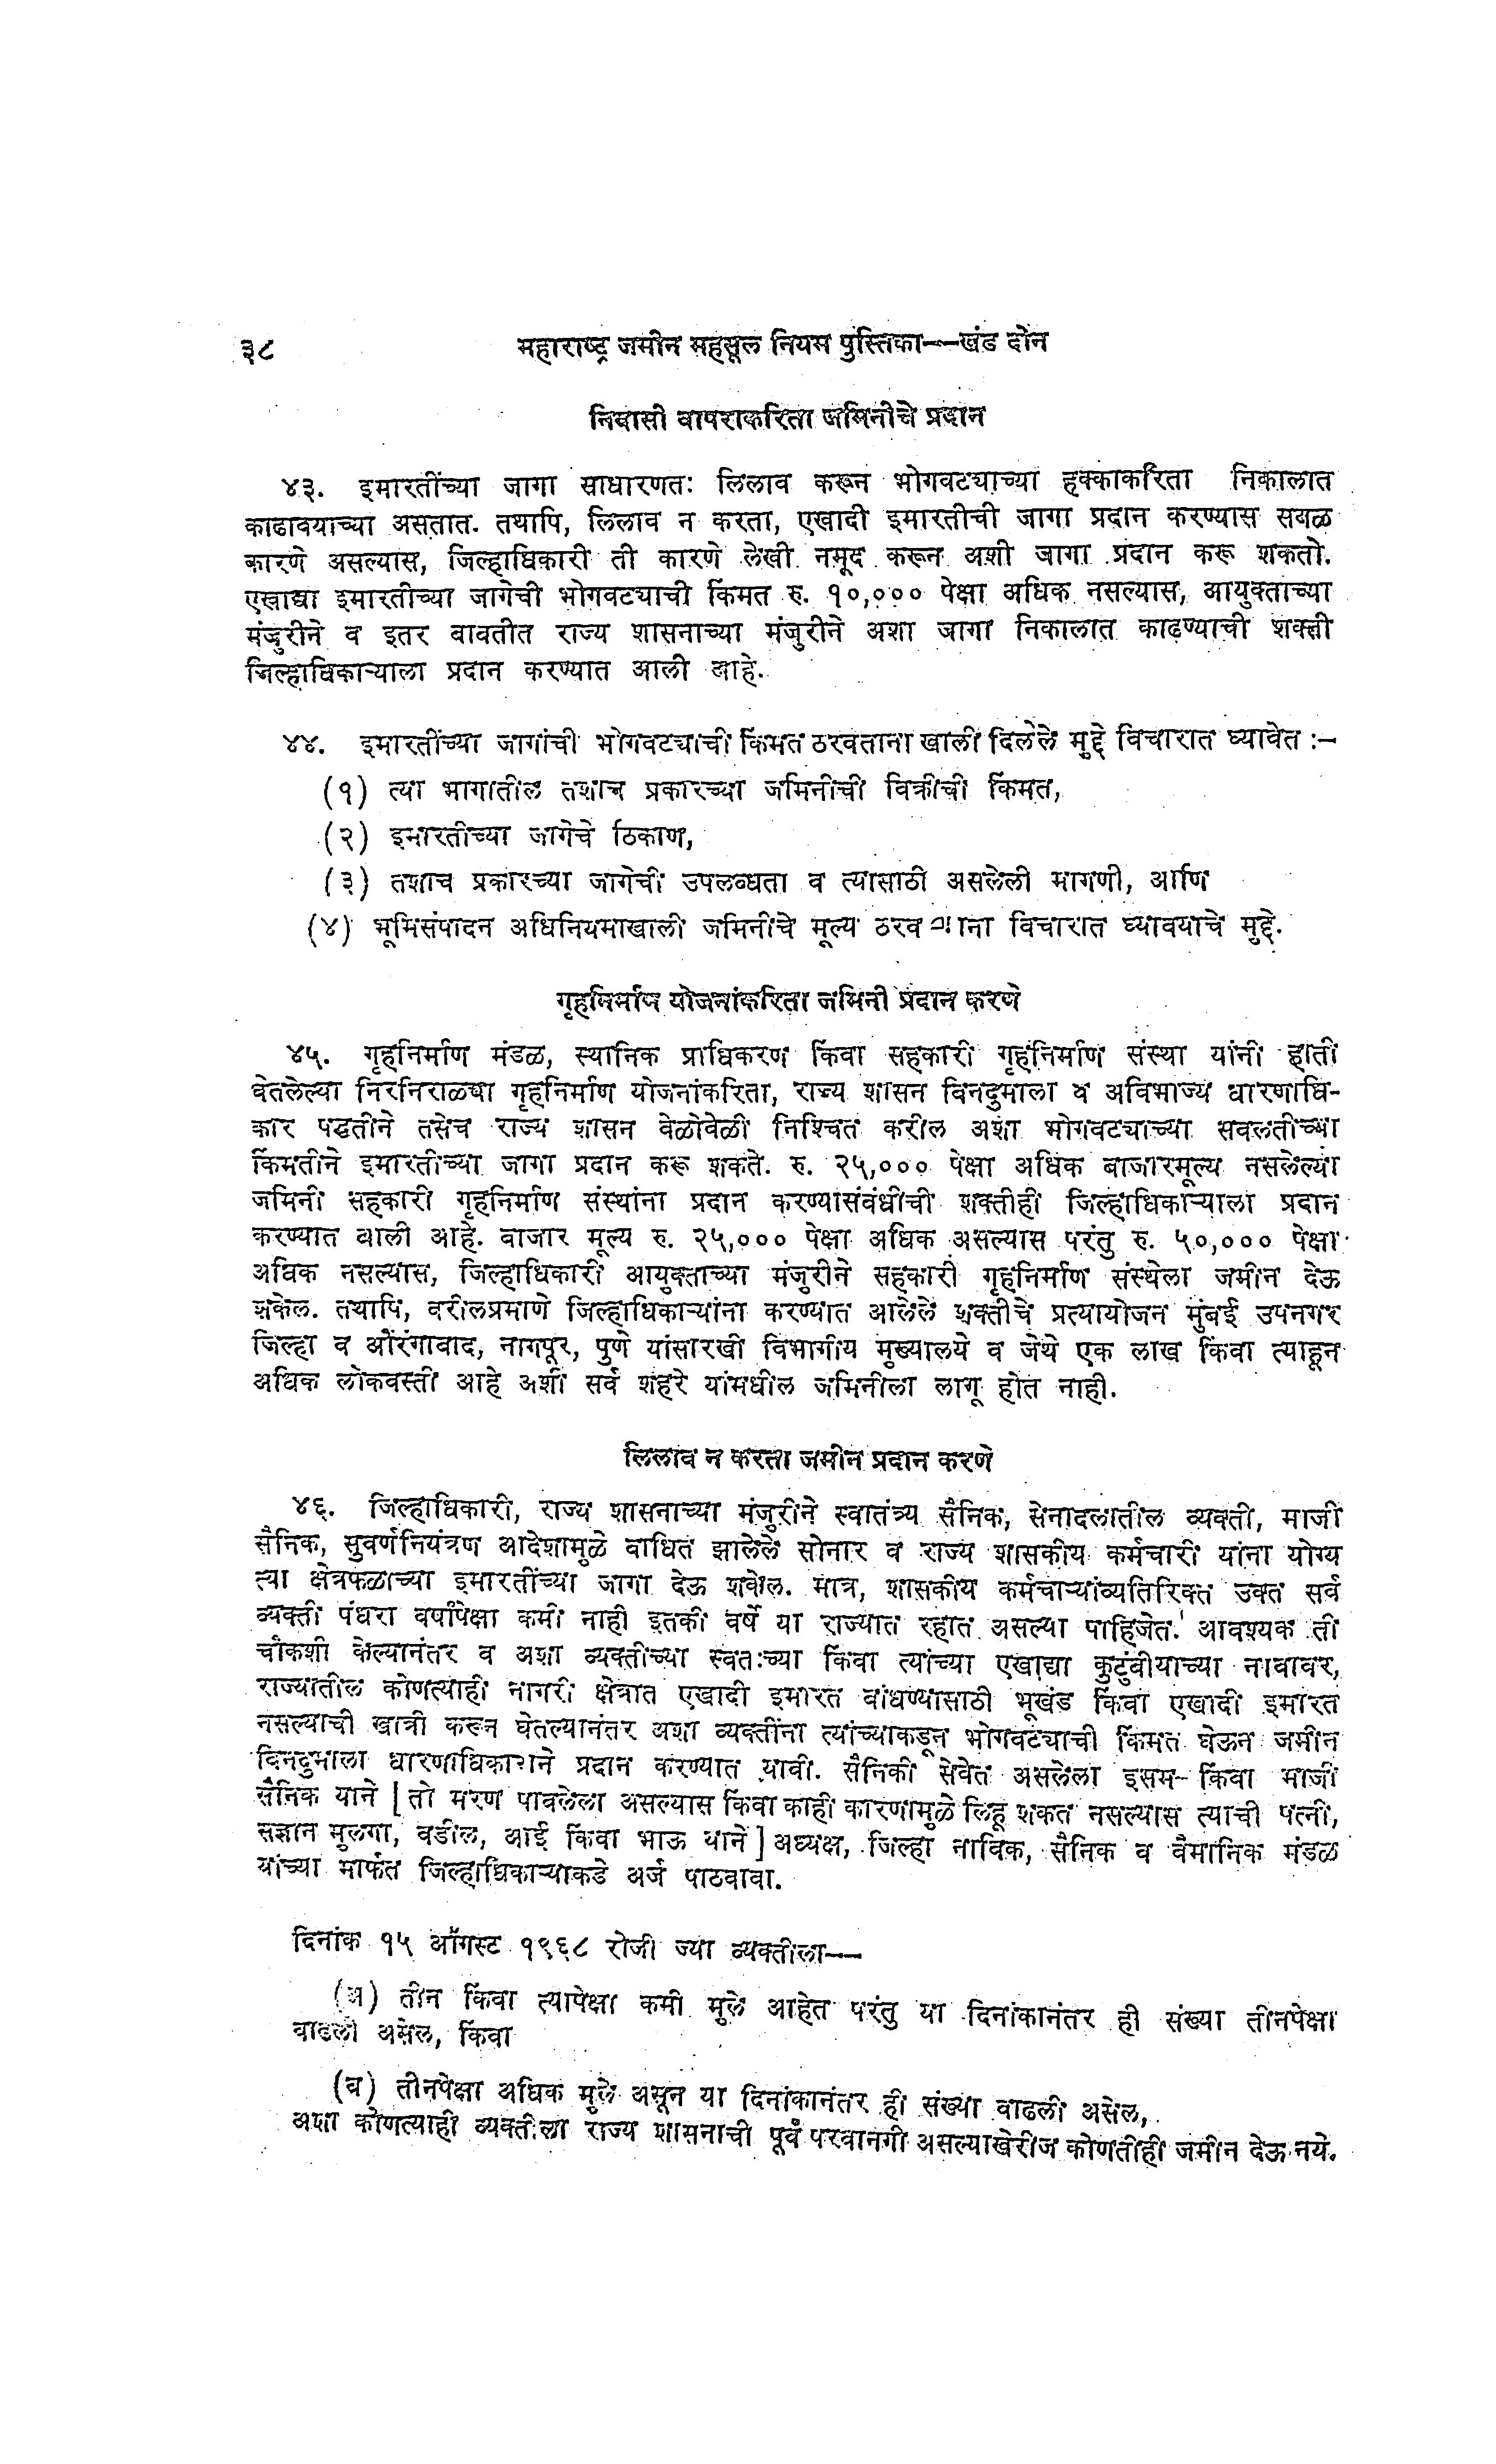 ३८ महाराष्ट्र जमीन महसूल नियम पुस्तिका--खंड दोन
निवासी वापराकरिता जमिनीचे प्रदान
४३. इमारतींच्या जागा साधारणतः लिलाव करून भोगवट्याच्या हक्काकरिता निकालात
काढावयाच्या असतात. तथापि, लिलाव न करता, एखादी इमारतीची जागा प्रदान करण्यास सबळ
कारणे असल्यास, जिल्हाधिकारी ती कारणे लेखी नमूद करून अशी जागा प्रदान करू शकतो.
एखाद्या इमारतीच्या जागेची भोगवट्याची किंमत रु. १०,००० पेक्षा अधिक नसल्यास, आयुक्ताच्या
मंजुरीने व इतर बाबतीत राज्य शासनाच्या मंजुरीने अशा जागा निकालात काढण्याची शक्ती
जिल्हाधिकाऱ्याला प्रदान करण्यात आली आहे.
४४. इमारतींच्या जागांची भोगवट्याची किंमत ठरवताना खाली दिलेले मुद्दे विचारात घ्यावेत :-
(१) त्या भागातील तशाच प्रकारच्या जमिनीची विक्रीची किंमत,
(२) इमारतीच्या जागेचे ठिकाण,
(३) तशाच प्रकारच्या जागेची उपलब्धता व त्यासाठी असलेली मागणी, आणि
(४) भूमिसंपादन अधिनियमाखाली जमिनीचे मूल्य ठरवताना विचारात घ्यावयाचे मुद्दे.
गृहनिर्माण योजनांकरिता जमिनी प्रदान करणे
४५. गृहनिर्माण मंडळ, स्थानिक प्राधिकरण किंवा सहकारी गृहनिर्माण संस्था यांनी हाती
घेतलेल्या निरनिराळ्या गृहनिर्माण योजनांकरिता, राज्य शासन बिनदुमाला व अविभाज्य धारणाधि-
कार पद्धतीने तसेच राज्य शासन वेळोवेळी निश्चित करील अशा भोगवट्याच्या सवलतीच्या
किंमतीने इमारतीच्या जागा प्रदान करू शकते. रु. २५,००० पेक्षा अधिक बाजारमूल्य नसलेल्या
जमिनी सहकारी गृहनिर्माण संस्थांना प्रदान करण्यासंबंधीची शक्तीही जिल्हाधिकाऱ्याला प्रदान
करण्यात आली आहे. बाजार मूल्य रु. २५,००० पेक्षा अधिक असल्यास परंतु रु. ५०,००० पेक्षा
अधिक नसल्यास, जिल्हाधिकारी आयुक्ताच्या मंजुरीने सहकारी गृहनिर्माण संस्थेला जमीन देऊ
शकेल. तथापि, वरीलप्रमाणे जिल्हाधिकाऱ्यांना करण्यात आलेले शक्तीचे प्रत्यायोजन मुंबई उपनगर
जिल्हा व औरंगाबाद, नागपूर, पुणे यांसारखी विभागीय मुख्यालये व जेथे एक लाख किंवा त्याहून
अधिक लोकवस्ती आहे अशी सर्व शहरे यांमधील जमिनीला लागू होत नाही.
लिलाव न करता जमीन प्रदान करणे
४६. जिल्हाधिकारी, राज्य शासनाच्या मंजुरीने स्वातंत्र्य सैनिक, सेनादलातील व्यक्ती, माजी
सैनिक, सुवर्णनियंत्रण आदेशामुळे बाधित झालेले सोनार व राज्य शासकीय कर्मचारी यांना योग्य
त्या क्षेत्रफळाच्या इमारतींच्या जागा देऊ शकेल. मात्र, शासकीय कर्मचाऱ्यांव्यतिरिक्त उक्त सर्व
व्यक्ती पंधरा वर्षांपेक्षा कमी नाही इतकी वर्षे या राज्यात रहात असल्या पाहिजेत. आवश्यक ती
चौकशी केल्यानंतर व अशा व्यक्तीच्या स्वतःच्या किंवा त्यांच्या एखाद्या कुटुंबीयाच्या नावावर,
राज्यातील कोणत्याही नागरी क्षेत्रात एखादी इमारत बांधण्यासाठी भूखंड किंवा एखादी इमारत
नसल्याची खात्री करून घेतल्यानंतर अशा व्यक्तींना त्यांच्याकडून भोगवट्याची किंमत घेऊन जमीन
बिनदुमाला धारणाधिकाराने प्रदान करण्यात यावी. सैनिकी सेवेत असलेला इसम किंवा माजी
सैनिक याने [तो मरण पावलेला असल्यास किंवा काही कारणामुळे लिहू शकत नसल्यास त्याची पत्नी,
सज्ञान मुलगा, वडील, आई किंवा भाऊ याने] अध्यक्ष, जिल्हा नाविक, सैनिक व वैमानिक मंडळ
यांच्या मार्फत जिल्हाधिकाऱ्याकडे अर्ज पाठवावा.
दिनांक १५ ऑगस्ट १९६८ रोजी ज्या व्यक्तीला--
(अ) तीन किंवा त्यापेक्षा कमी मुले आहेत परंतु या दिनांकानंतर ही संख्या तीनपेक्षा
वाढली असेल, किंवा
(ब) तीनपेक्षा अधिक मुले असून या दिनांकानंतर ही संख्या वाढली असेल,
अशा कोणत्याही व्यक्तीला राज्य शासनाची पूर्व परवानगी असल्याखेरीज कोणतीही जमीन देऊ नये.